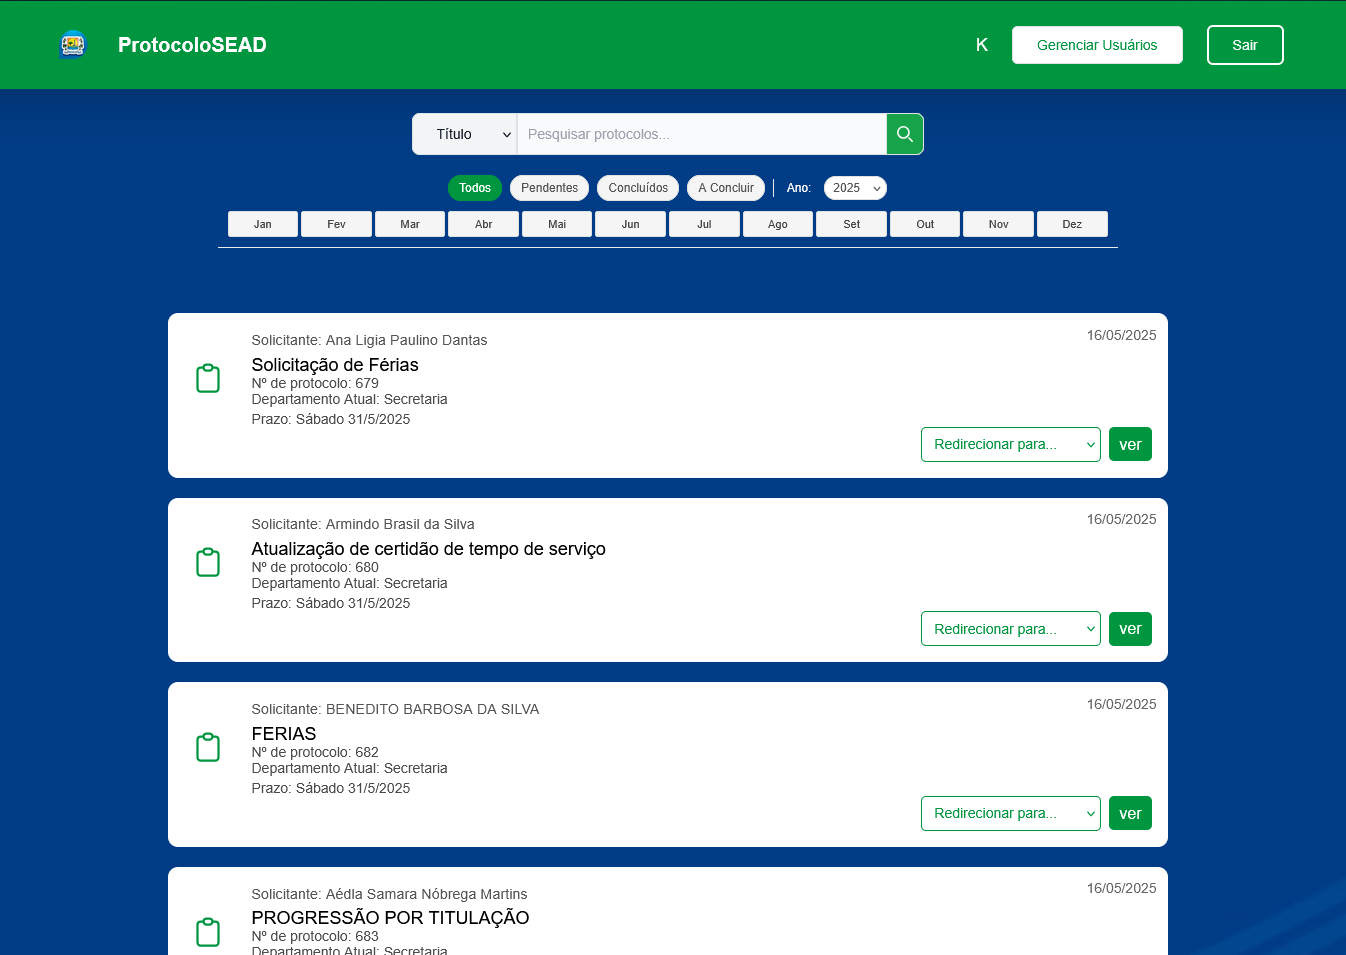 ProtocoloSEAD
K
Gerenciar Usuários
Sair
Título
Pesquisar protocolos...
Todos
Pendentes
Concluídos
A Concluir
Ano:
2025
Jan
Fev
Mar
Abr
Mai
Jun
Jul
Ago
Set
Out
Nov
Dez
Solicitante: Ana Ligia Paulino Dantas
16/05/2025
Solicitação de Férias
Nº de protocolo: 679
Departamento Atual: Secretaria
Prazo: Sábado 31/5/2025
Redirecionar para...
ver
Solicitante: Armindo Brasil da Silva
16/05/2025
Atualização de certidão de tempo de serviço
Nº de protocolo: 680
Departamento Atual: Secretaria
Prazo: Sábado 31/5/2025
Redirecionar para...
ver
Solicitante: BENEDITO BARBOSA DA SILVA
16/05/2025
FERIAS
Nº de protocolo: 682
Departamento Atual: Secretaria
Prazo: Sábado 31/5/2025
Redirecionar para...
ver
Solicitante: Aédla Samara Nóbrega Martins
16/05/2025
PROGRESSÃO POR TITULAÇÃO
Nº de protocolo: 683
Departamento Atual: Secretaria